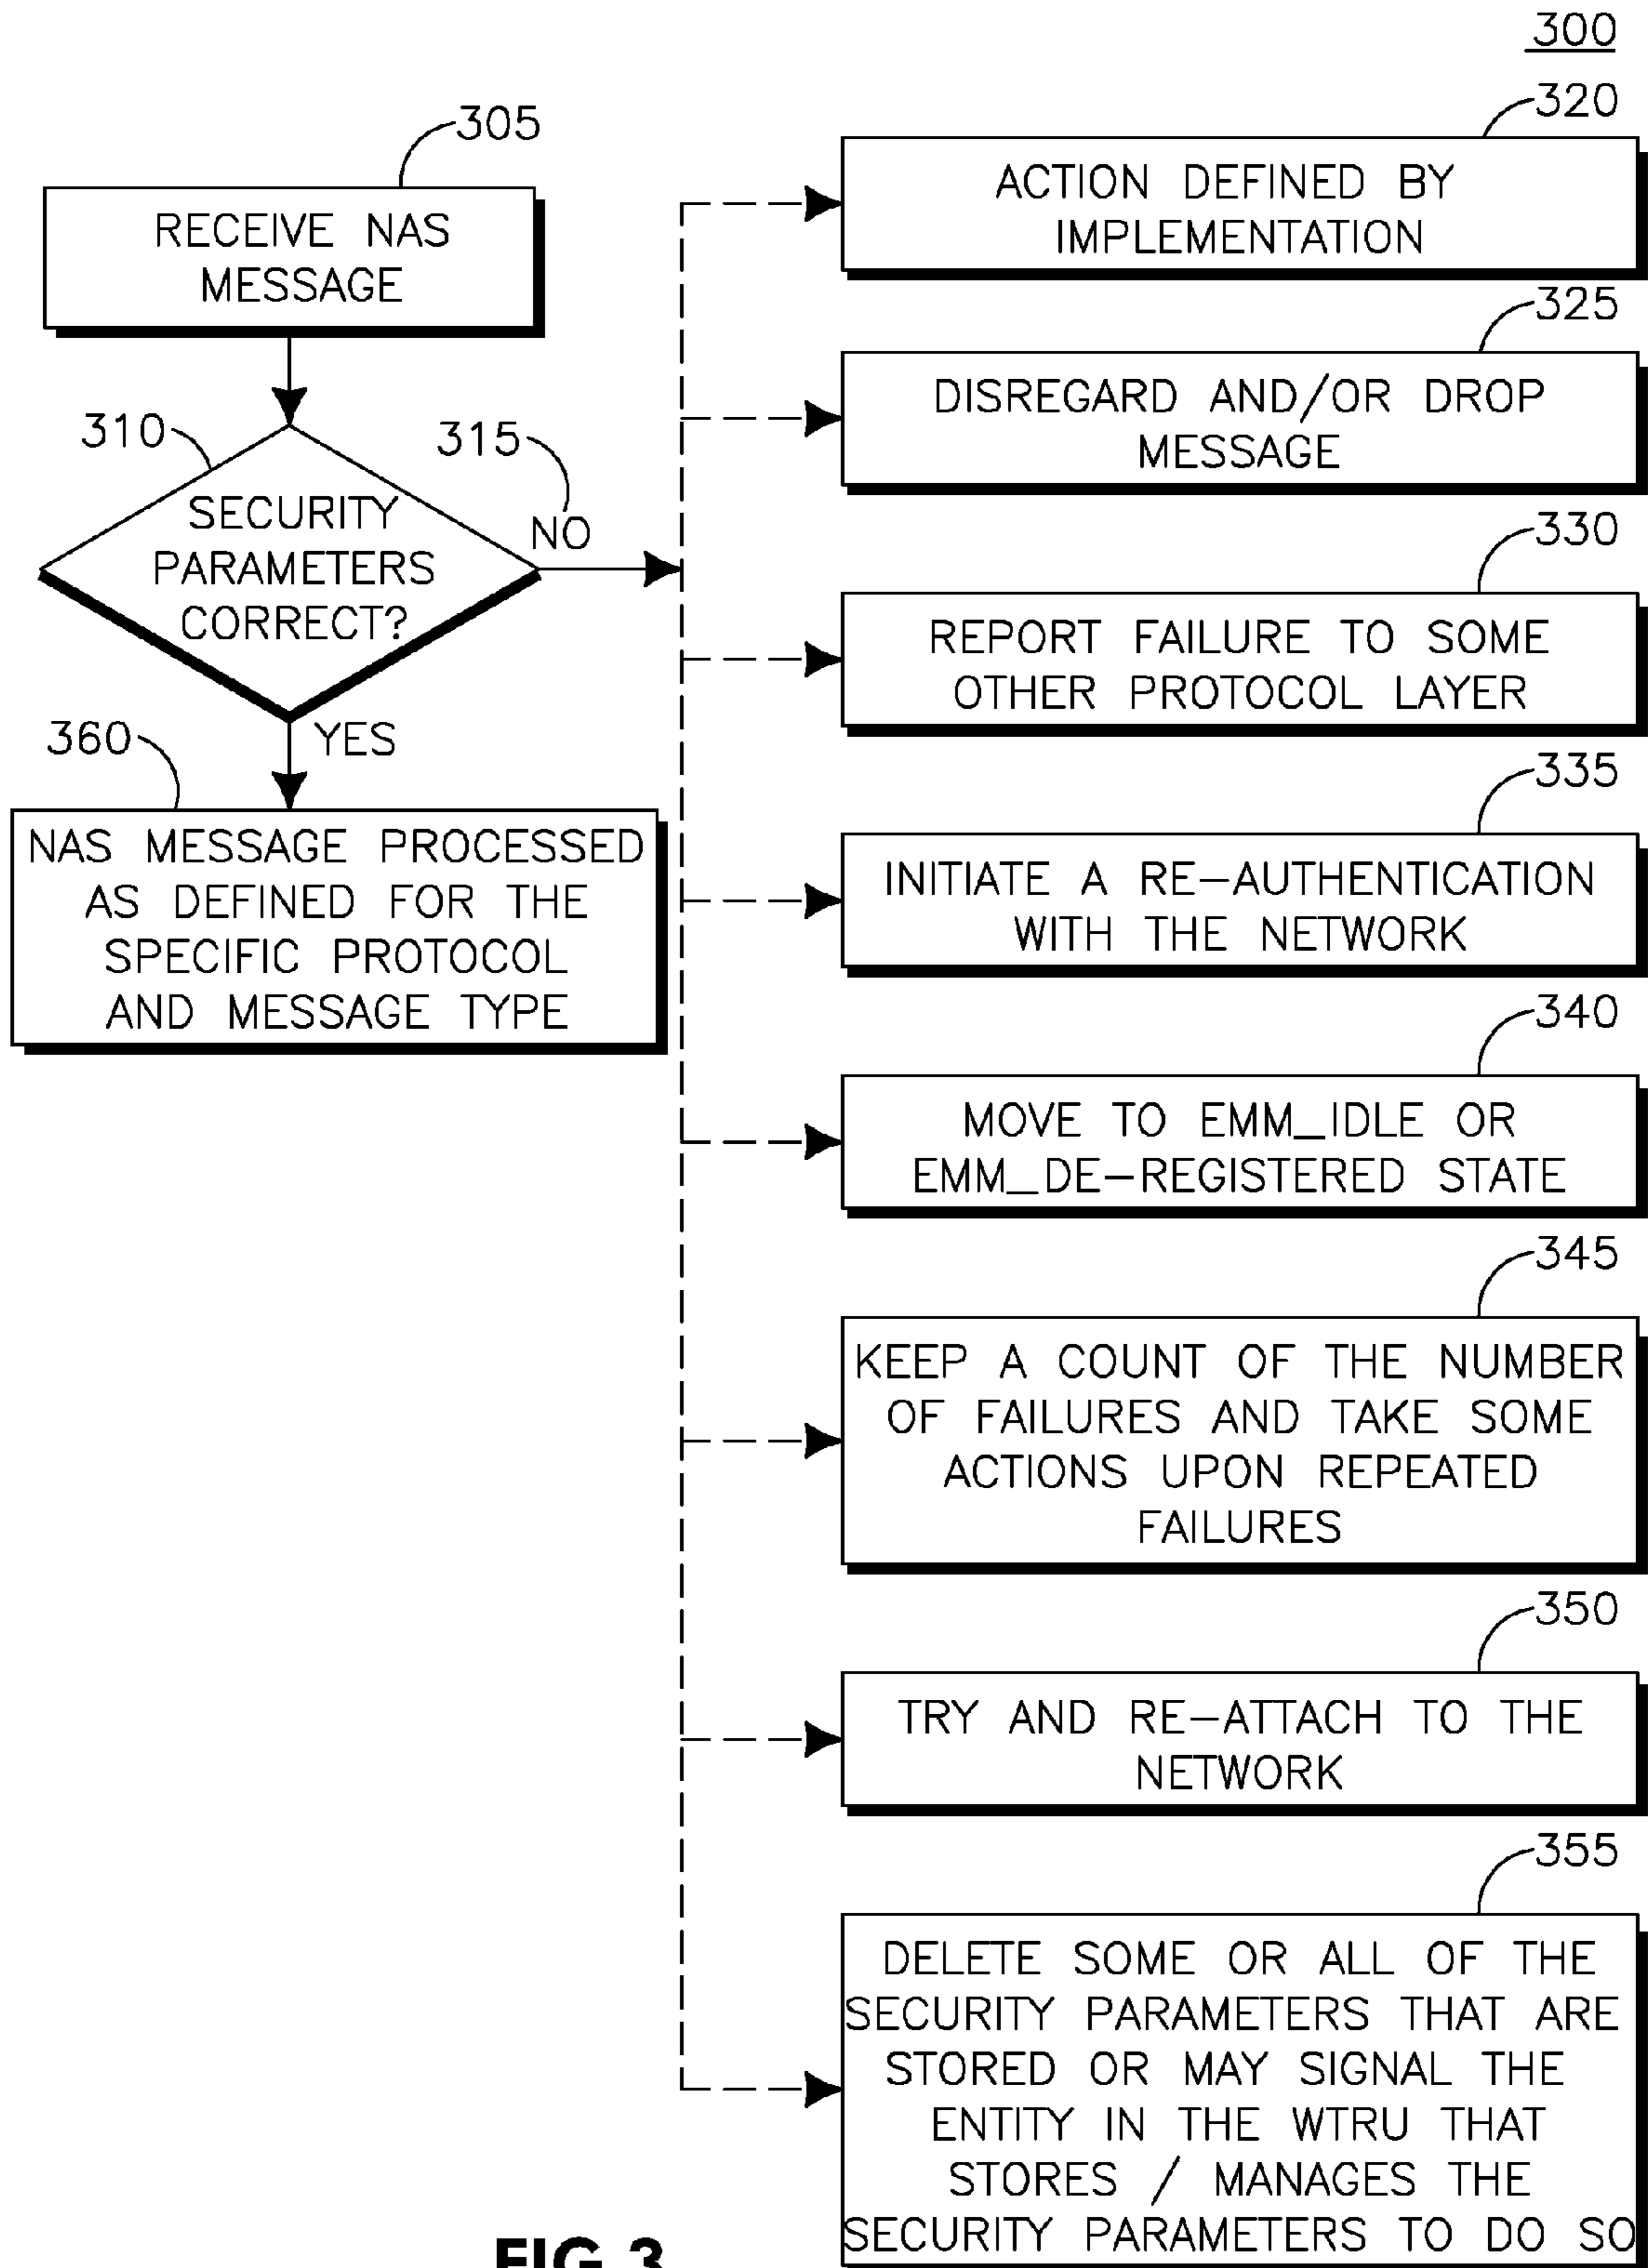 300
305
RECEIVE NAS
MESSAGE
310
SECURITY
PARAMETERS
CORRECT?
315
NO
YES
360
NAS MESSAGE PROCESSED
AS DEFINED FOR THE
SPECIFIC PROTOCOL
AND MESSAGE TYPE
320
ACTION DEFINED BY
IMPLEMENTATION
325
DISREGARD AND/OR DROP
MESSAGE
330
REPORT FAILURE TO SOME
OTHER PROTOCOL LAYER
335
INITIATE A RE-AUTHENTICATION
WITH THE NETWORK
340
MOVE TO EMM_IDLE OR
EMM_DE-REGISTERED STATE
345
KEEP A COUNT OF THE NUMBER
OF FAILURES AND TAKE SOME
ACTIONS UPON REPEATED
FAILURES
350
TRY AND RE-ATTACH TO THE
NETWORK
355
DELETE SOME OR ALL OF THE
SECURITY PARAMETERS THAT ARE
STORED OR MAY SIGNAL THE
ENTITY IN THE WTRU THAT
STORES / MANAGES THE
SECURITY PARAMETERS TO DO SO
FIG.3